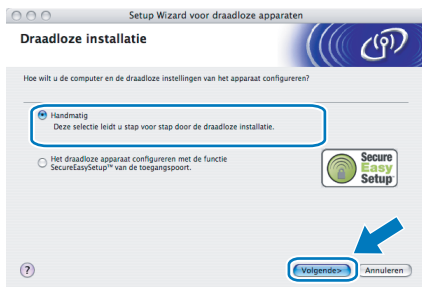 Setup Wizard voor draadloze apparaten
Draadloze installatie
Hoe wilt u de computer en de draadloze instellingen van het apparaat configureren?
Handmatig
Deze selectie leidt u stap voor stap door de draadloze installatie.
Het draadloze apparaat configureren met de functie
SecureEasySetup™ van de toegangspoort.
Secure
Easy
Setup
?
Volgende>
Annuleren